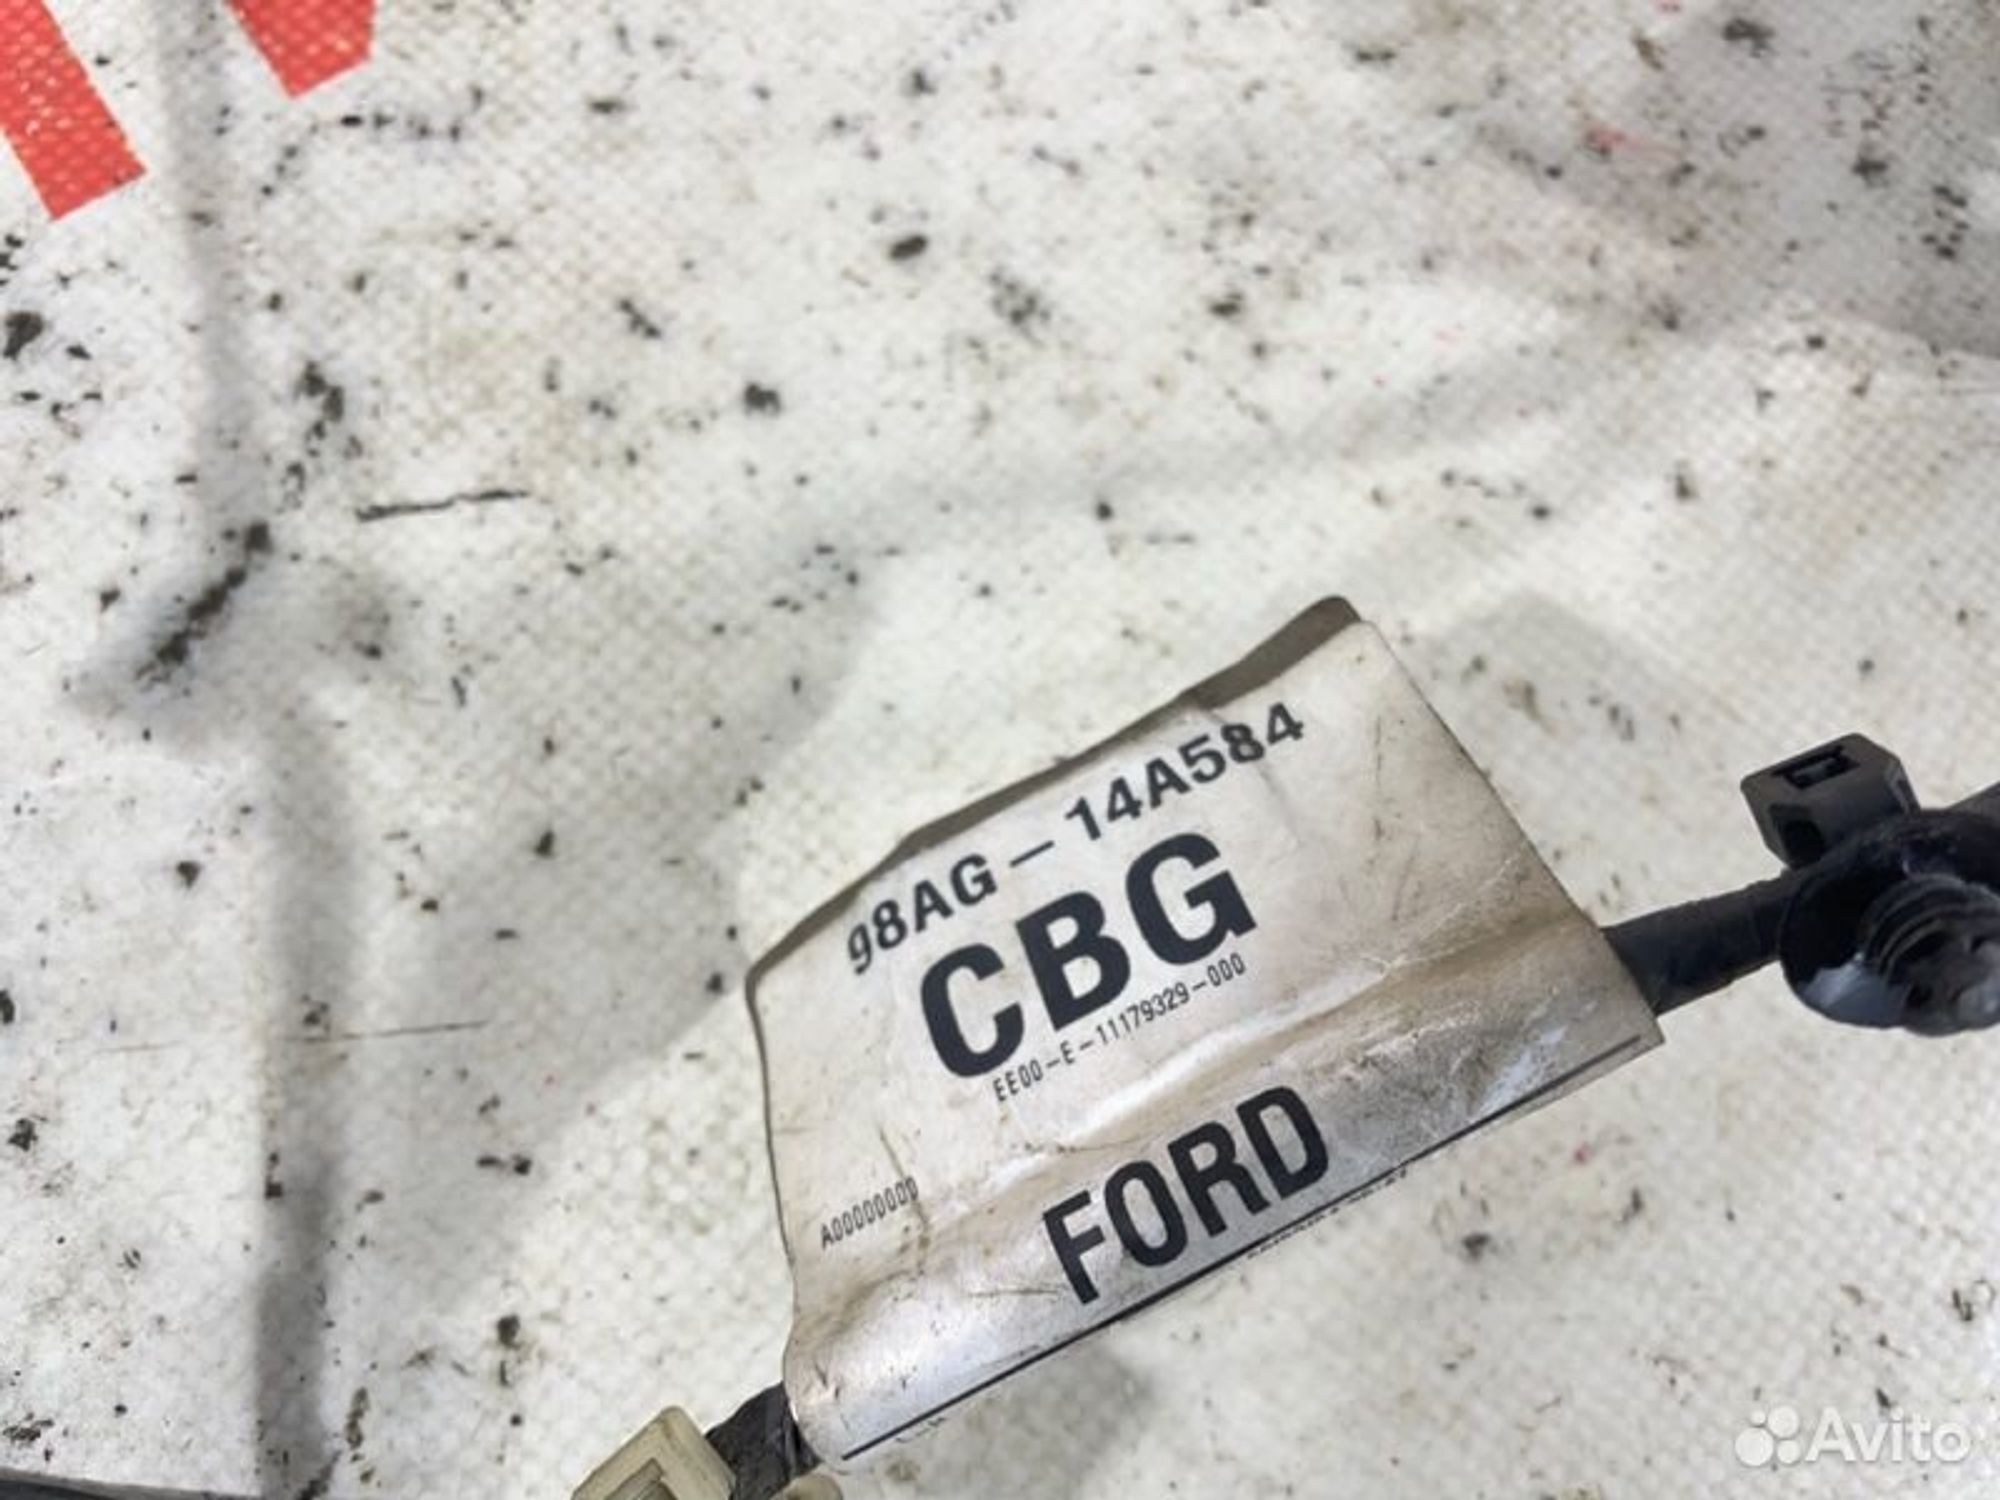 98AG-14A584
CBG
EE00-E-11179329-000
A00000000
FORD
Avito